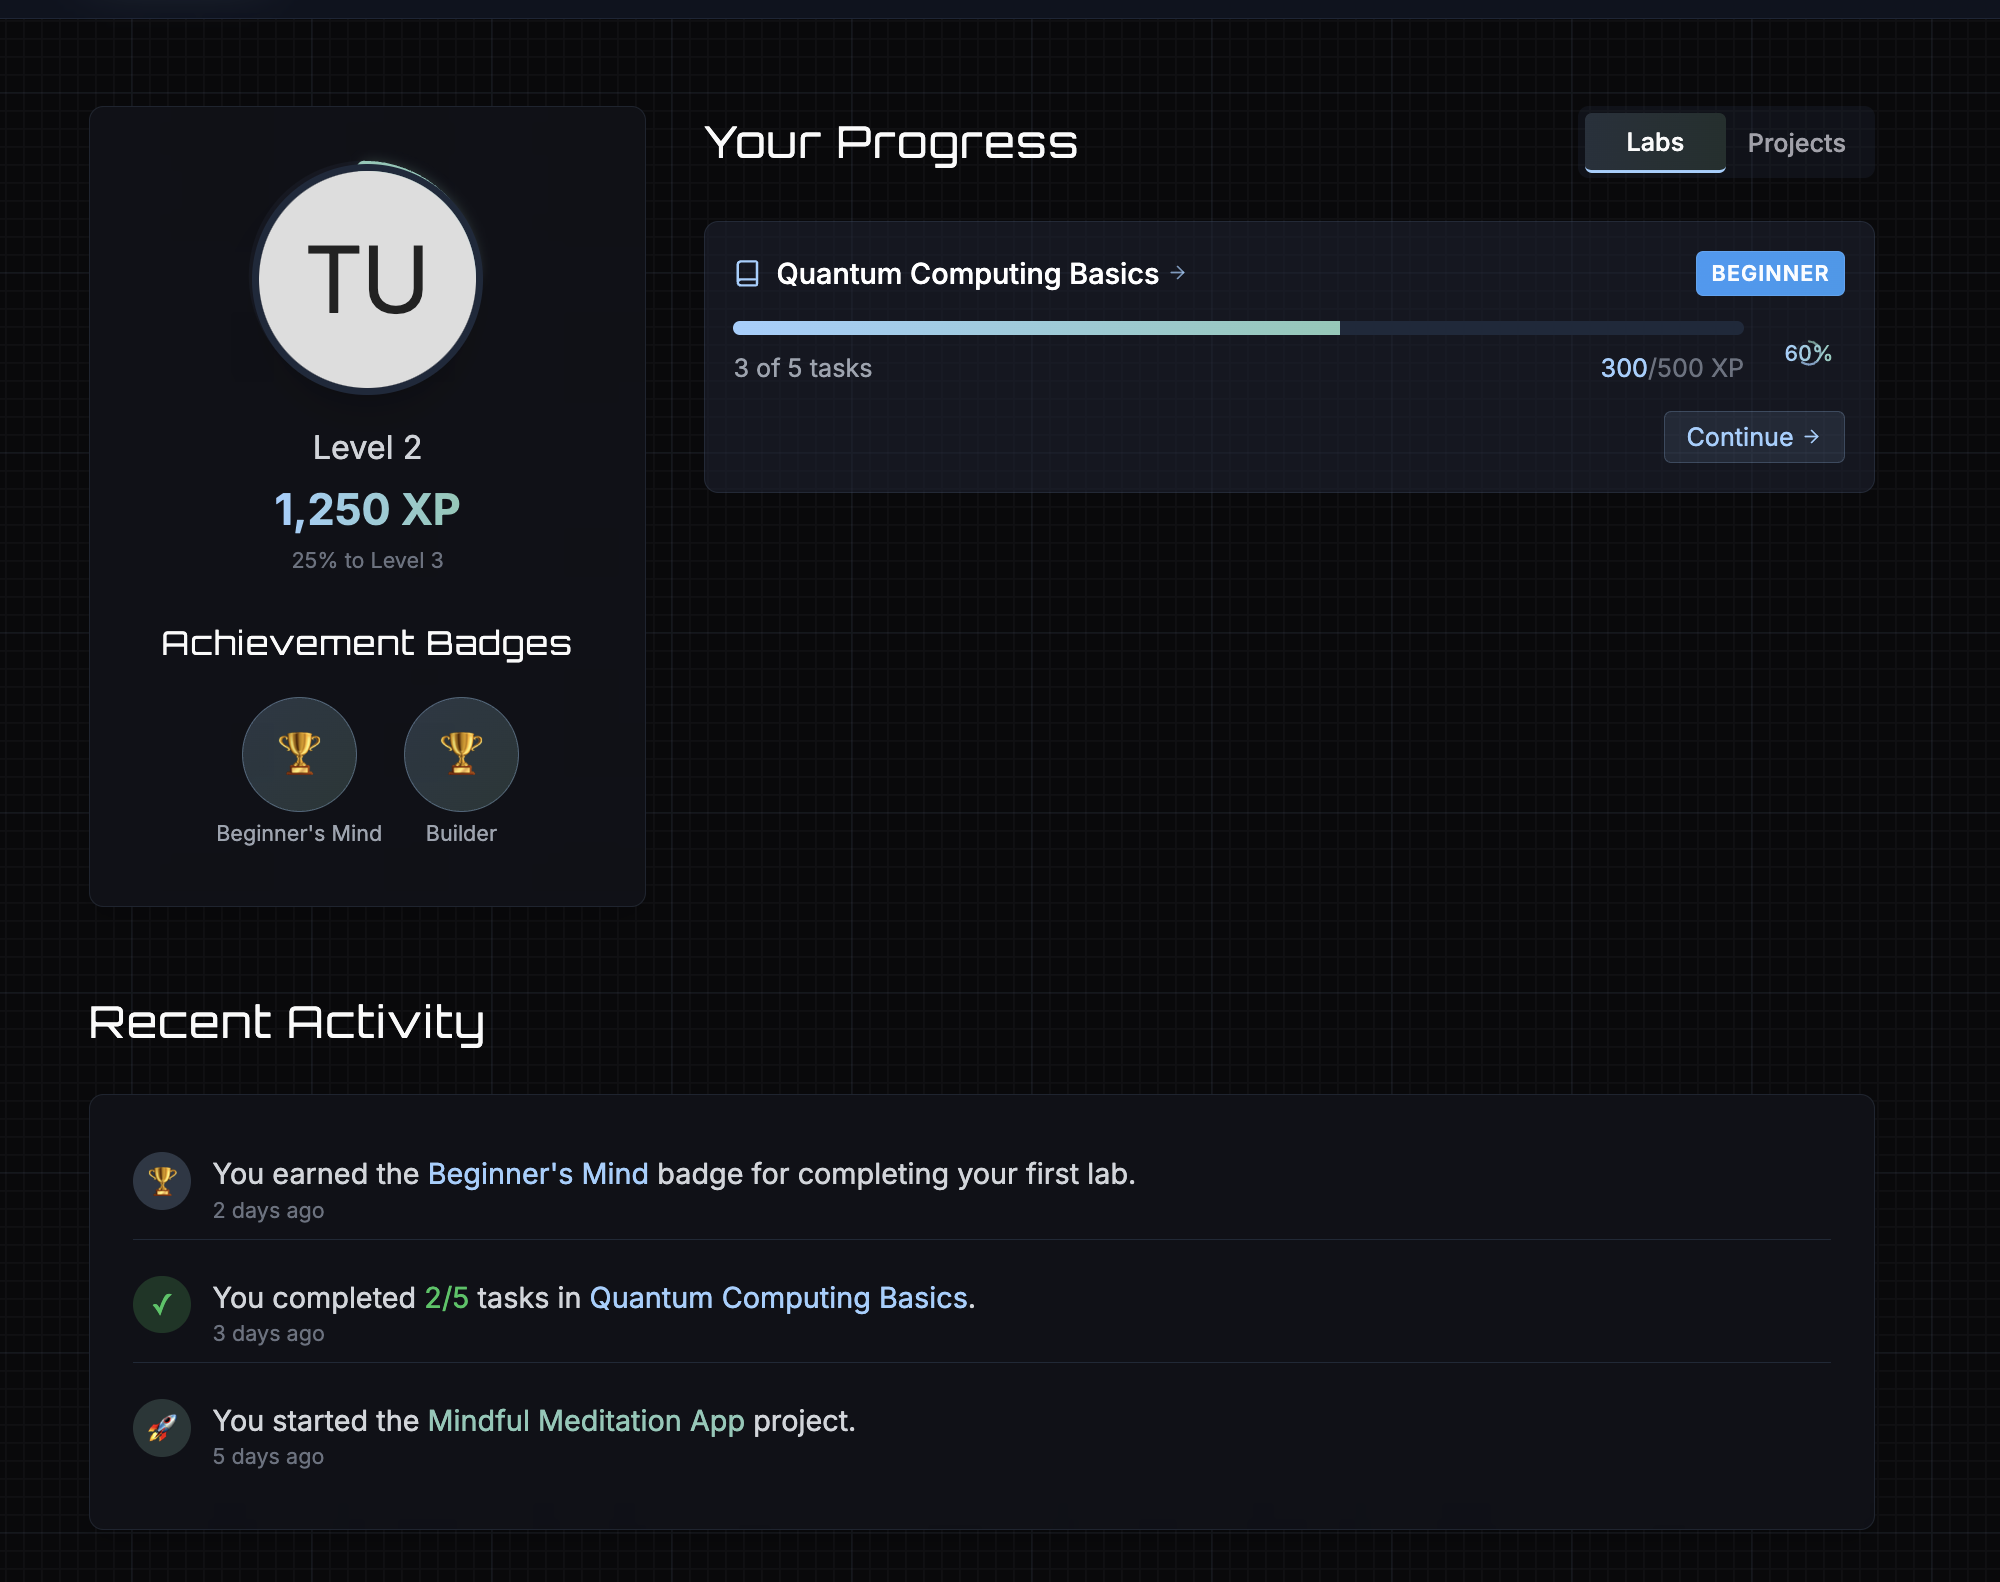 TU
Level 2
1,250 XP
25% to Level 3
Achievement Badges
Beginner's Mind
Builder
Your Progress
Labs
Projects
Quantum Computing Basics →
BEGINNER
3 of 5 tasks
300/500 XP
60%
Continue →
Recent Activity
You earned the Beginner's Mind badge for completing your first lab.
2 days ago
You completed 2/5 tasks in Quantum Computing Basics.
3 days ago
You started the Mindful Meditation App project.
5 days ago